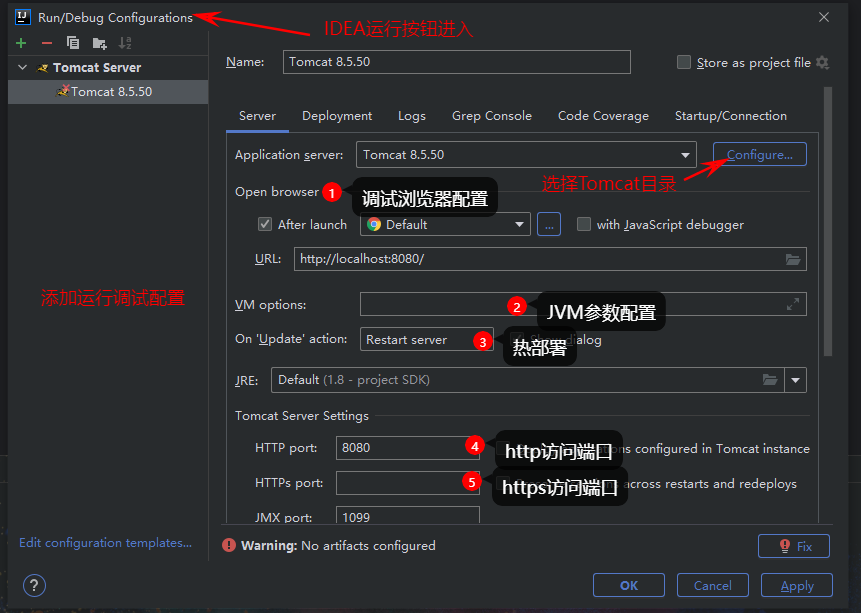 Run/Debug Configurations
IDEA运行按钮进入
Tomcat Server
Tomcat 8.5.50
Name: Tomcat 8.5.50 Store as project file
Server Deployment Logs Grep Console Code Coverage Startup/Connection
Application server: Tomcat 8.5.50 Configure...
选择Tomcat目录
Open browser 1 调试浏览器配置
After launch Default ... with JavaScript debugger
URL: http://localhost:8080/
添加运行调试配置
VM options: 2 JVM参数配置
On 'Update' action: Restart server 3 热部署 dialog
JRE: Default (1.8 - project SDK)
Tomcat Server Settings
HTTP port: 8080 4 http访问端口 configured in Tomcat instance
HTTPs port: 5 https访问端口 across restarts and redeploys
JMX port: 1099
Edit configuration templates...
Warning: No artifacts configured Fix
? OK Cancel Apply